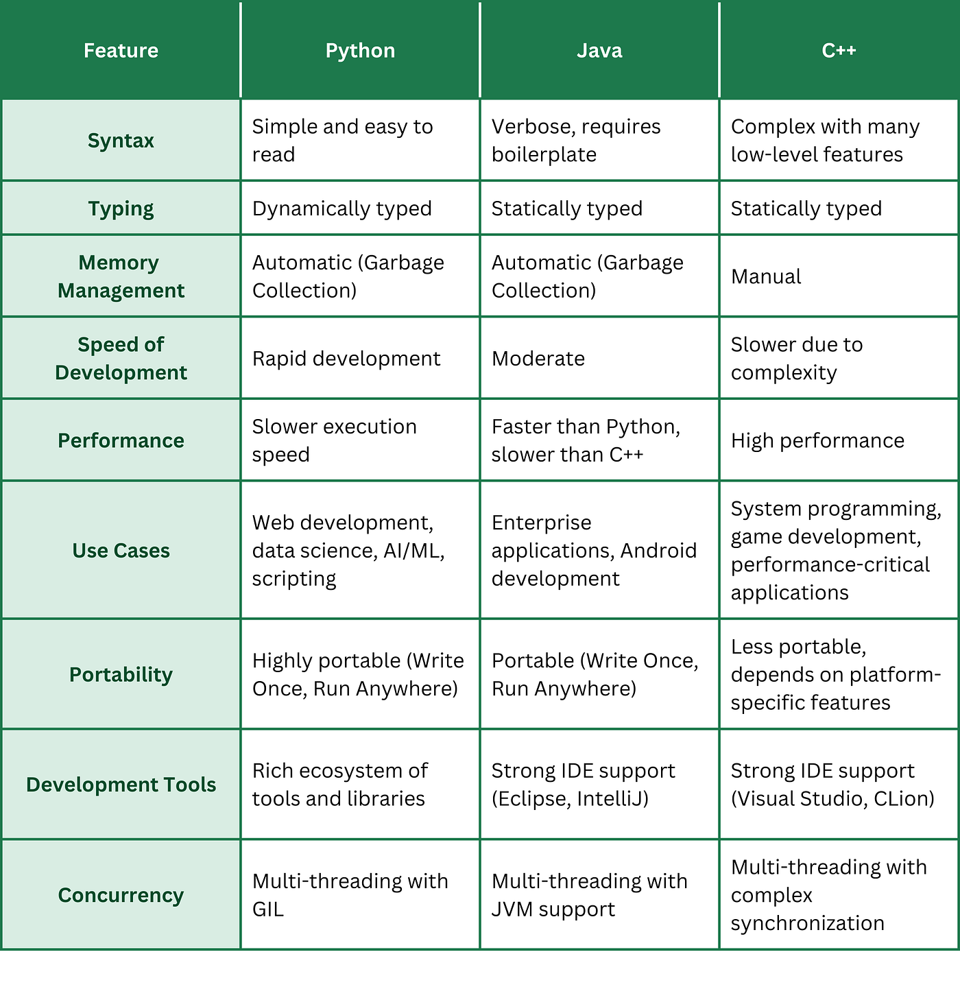 Feature
Python
Java
C++
Syntax
Simple and easy to
read
Verbose, requires
boilerplate
Complex with many
low-level features
Typing
Dynamically typed
Statically typed
Statically typed
Memory
Management
Automatic (Garbage
Collection)
Automatic (Garbage
Collection)
Manual
Speed of
Development
Rapid development
Moderate
Slower due to
complexity
Performance
Slower execution
speed
Faster than Python,
slower than C++
High performance
Use Cases
Web development,
data science, AI/ML,
scripting
Enterprise
applications, Android
development
System programming,
game development,
performance-critical
applications
Portability
Highly portable (Write
Once, Run Anywhere)
Portable (Write Once,
Run Anywhere)
Less portable,
depends on platform-
specific features
Development Tools
Rich ecosystem of
tools and libraries
Strong IDE support
(Eclipse, IntelliJ)
Strong IDE support
(Visual Studio, CLion)
Concurrency
Multi-threading with
GIL
Multi-threading with
JVM support
Multi-threading with
complex
synchronization